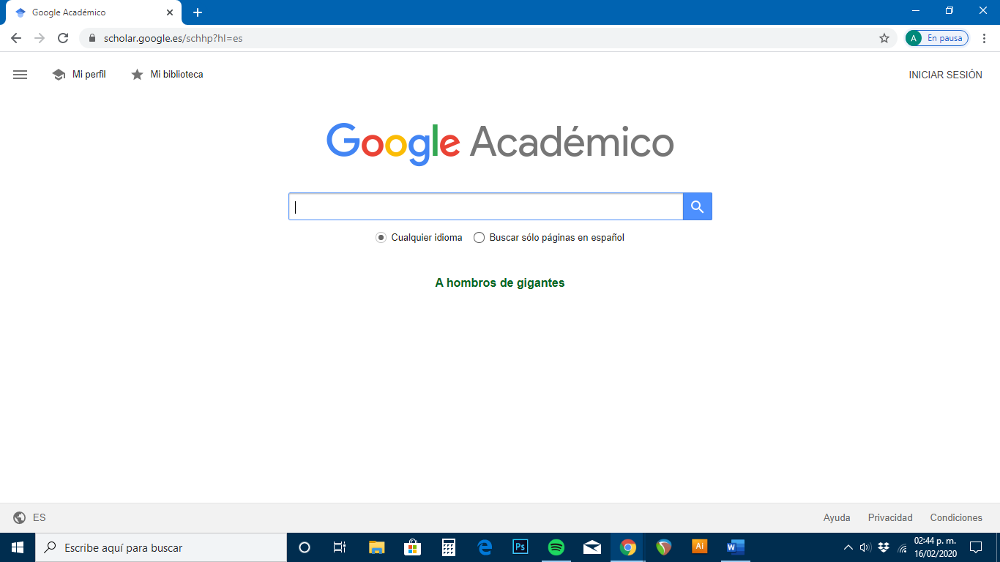 Google Académico
scholar.google.es/schhp?hl=es
A En pausa
Mi perfil Mi biblioteca INICIAR SESIÓN
Google Académico
Cualquier idioma Buscar sólo páginas en español
A hombros de gigantes
ES Ayuda Privacidad Condiciones
Escribe aquí para buscar
Ps
Ai
W
02:44 p. m.
16/02/2020